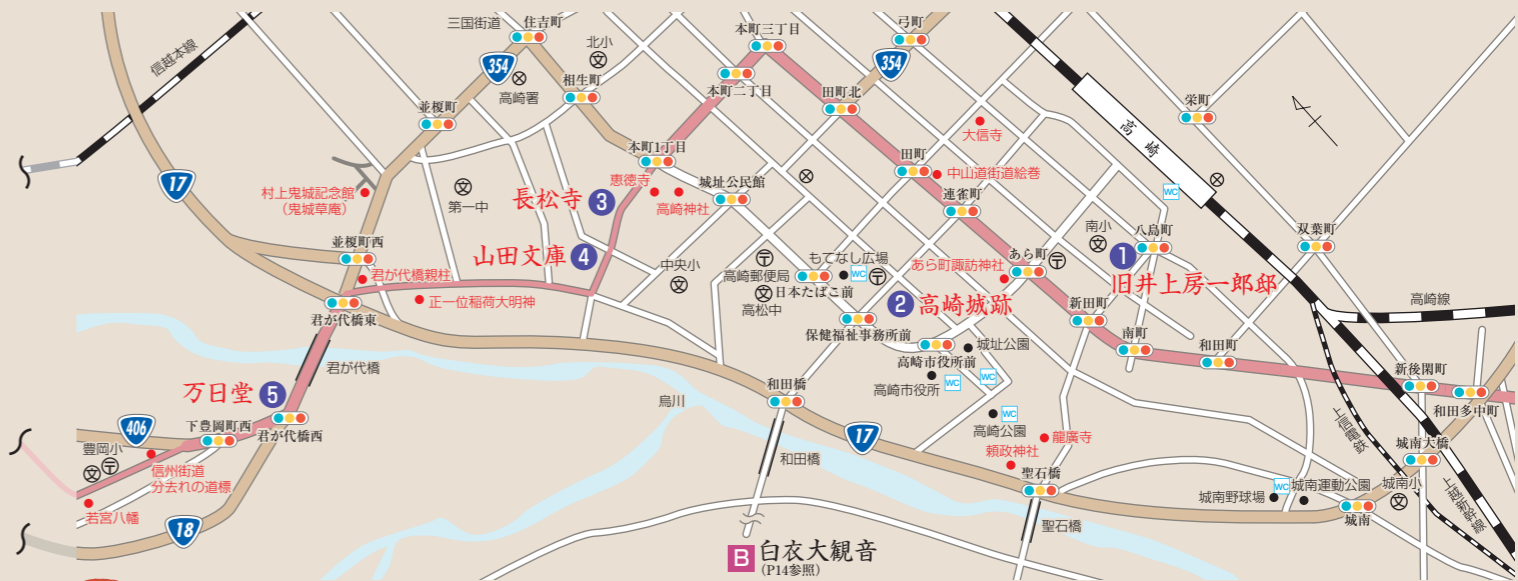 三国街道
住吉町
信越本線
354
北小
文
高崎署
相生町
並榎町
17
本町三丁目
本町二丁目
弓町
354
田町北
大信寺
高崎
栄町
本町1丁目
恵徳寺
高崎神社
城址公民館
田町
中山道街道絵巻
連雀町
WC
村上鬼城記念館
(鬼城草庵)
文
第一中
長松寺
3
山田文庫
4
並榎町西
君が代橋親柱
正一位稲荷大明神
君が代橋東
君が代橋
中央小
文
高崎郵便局
〒
文
高松中
もてなし広場
WC
〒
日本たばこ前
2
高崎城跡
保健福祉事務所前
あら町諏訪神社
あら町
〒
南小
文
八島町
1
旧井上房一郎邸
双葉町
高崎線
新田町
南町
和田町
新後閑町
和田多中町
高崎市役所前
城址公園
高崎市役所
WC
WC
高崎公園
WC
龍廣寺
頼政神社
聖石橋
聖石橋
和田橋
和田橋
烏川
17
万日堂
5
君が代橋西
下豊岡町西
406
豊岡小
文
〒
信州街道
分去れの道標
若宮八幡
18
B
白衣大観音
(P14参照)
上信電鉄
城南大橋
城南野球場
WC
城南運動公園
城南小
文
城南
上越新幹線